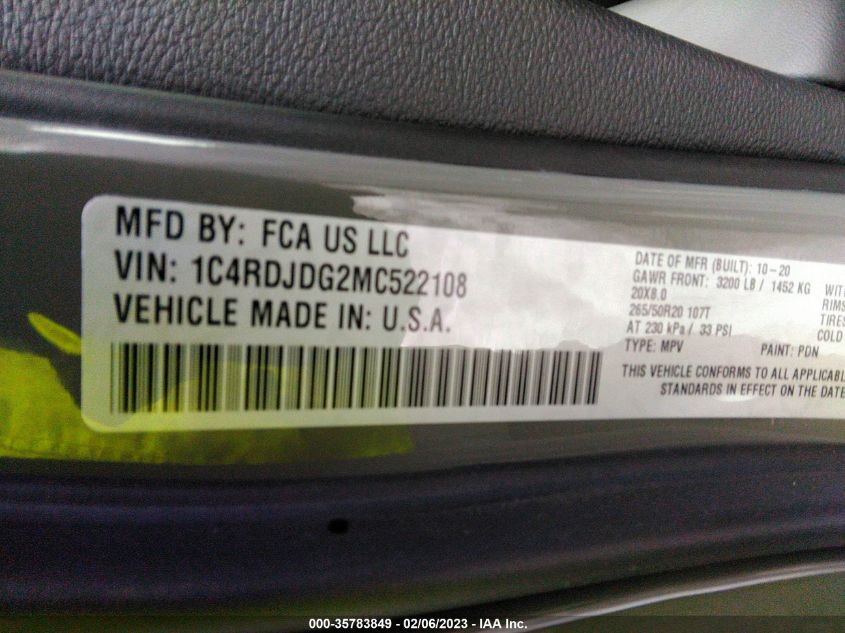 MFD BY: FCA US LLC
VIN: 1C4RDJDG2MC522108
VEHICLE MADE IN: U.S.A.
DATE OF MFR (BUILT): 10-20
GAWR FRONT: 3200 LB / 1452 KG WITH
20X8.0 RIMS
265/50R20 107T TIRES
AT 230 kPa / 33 PSI COLD
TYPE: MPV PAINT: PDN
THIS VEHICLE CONFORMS TO ALL APPLICABL
STANDARDS IN EFFECT ON THE DATE
000-35783849 - 02/06/2023 - © IAA Inc.